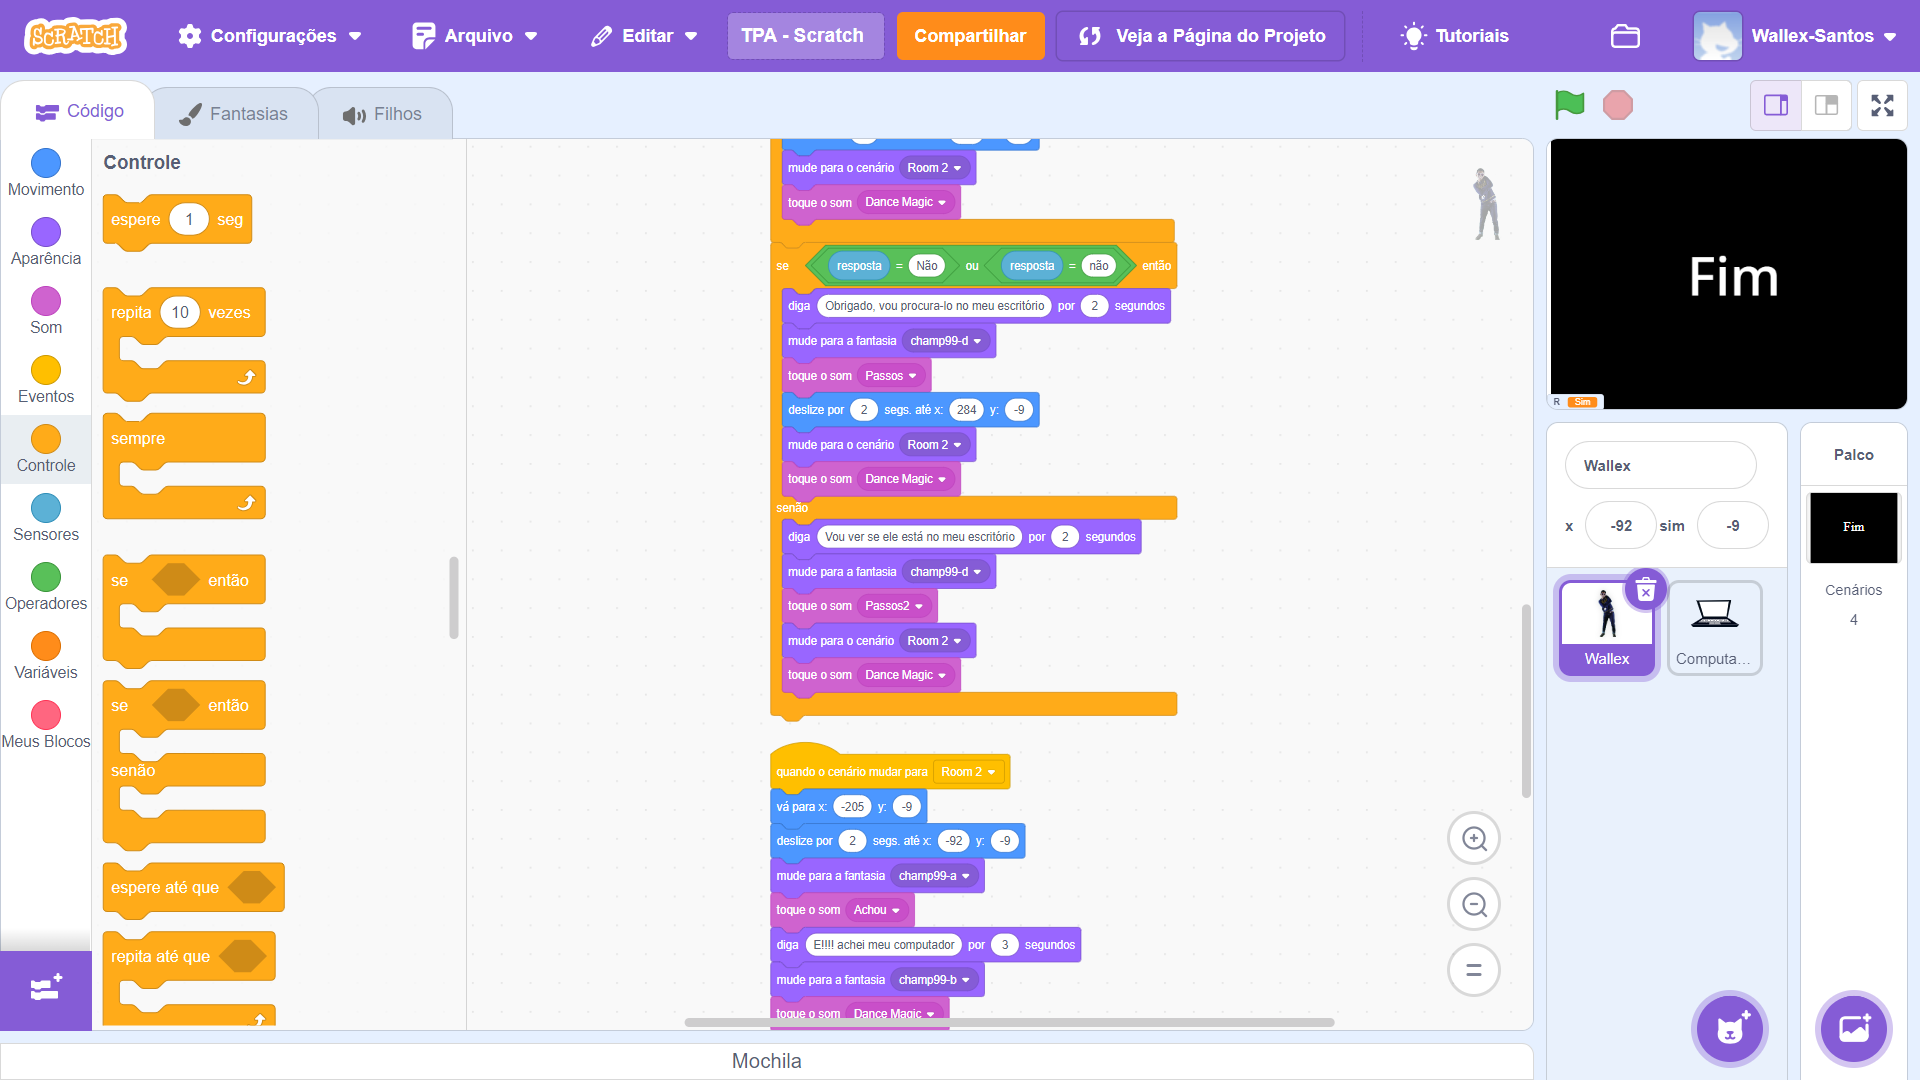 SCRATCH
Configurações
Arquivo
Editar
TPA - Scratch
Compartilhar
Veja a Página do Projeto
Tutoriais
Wallex-Santos
Código
Fantasias
Filhos
Movimento
Aparência
Som
Eventos
Controle
Sensores
Operadores
Variáveis
Meus Blocos
Controle
espere 1 seg
repita 10 vezes
sempre
se então
se então
senão
espere até que
repita até que
mude para o cenário Room 2
toque o som Dance Magic
se resposta = Não ou resposta = não então
diga Obrigado, vou procura-lo no meu escritório por 2 segundos
mude para a fantasia champ99-d
toque o som Passos
deslize por 2 segs. até x: 284 y: -9
mude para o cenário Room 2
toque o som Dance Magic
senão
diga Vou ver se ele está no meu escritório por 2 segundos
mude para a fantasia champ99-d
toque o som Passos2
mude para o cenário Room 2
toque o som Dance Magic
quando o cenário mudar para Room 2
vá para x: -205 y: -9
deslize por 2 segs. até x: -92 y: -9
mude para a fantasia champ99-a
toque o som Achou
diga E!!!! achei meu computador por 3 segundos
mude para a fantasia champ99-b
toque o som Dance Magic
Fim
R Sim
Wallex
x -92 sim -9
Wallex
Computa...
Palco
Fim
Cenários
4
Mochila